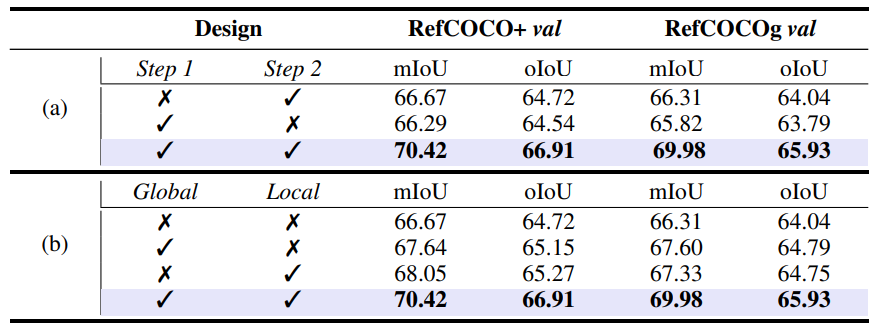 Design RefCOCO+ val RefCOCOg val
Step 1 Step 2 mIoU oIoU mIoU oIoU
(a)
✗ ✓ 66.67 64.72 66.31 64.04
✓ ✗ 66.29 64.54 65.82 63.79
✓ ✓ 70.42 66.91 69.98 65.93
Global Local mIoU oIoU mIoU oIoU
(b)
✗ ✗ 66.67 64.72 66.31 64.04
✓ ✗ 67.64 65.15 67.60 64.79
✗ ✓ 68.05 65.27 67.33 64.75
✓ ✓ 70.42 66.91 69.98 65.93